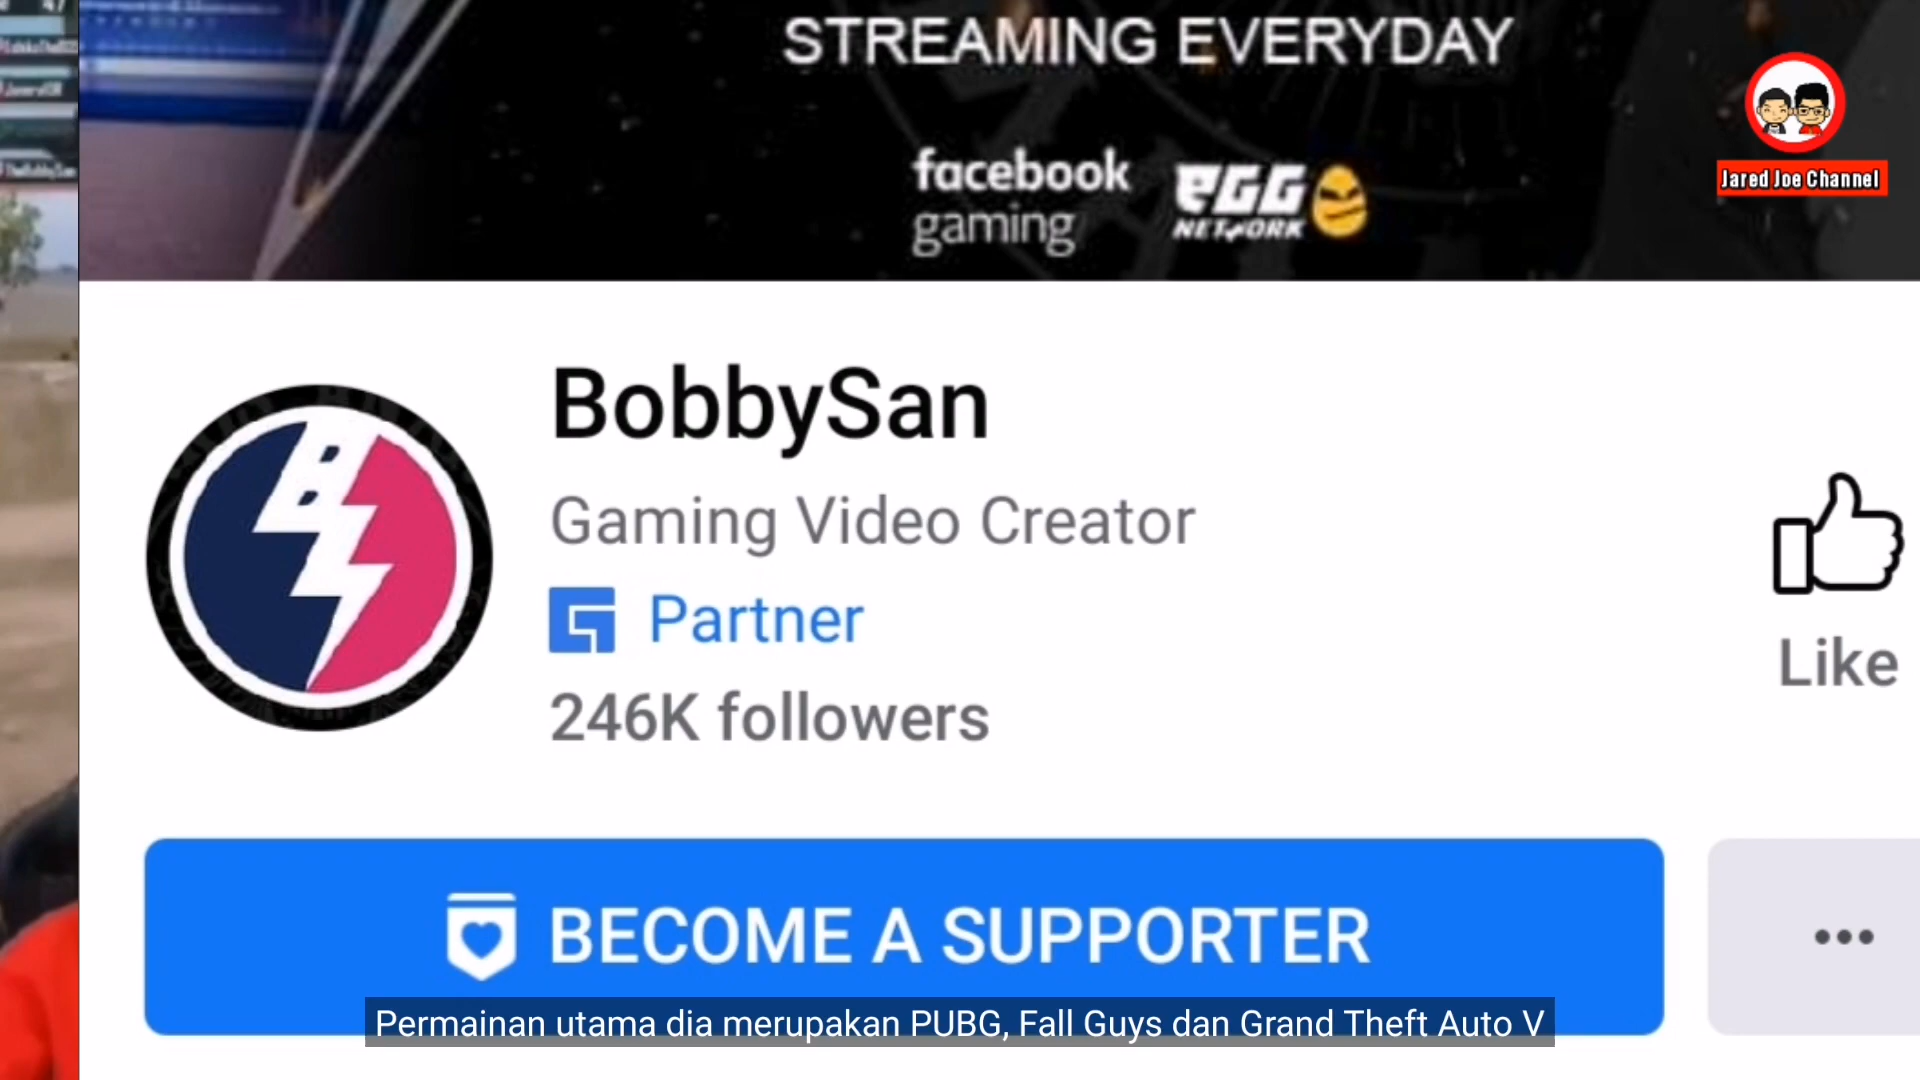 STREAMING EVERYDAY
facebook
gaming
eGG
NETWORK
Jared Joe Channel
BobbySan
Gaming Video Creator
Partner
246K followers
Like
BECOME A SUPPORTER
Permainan utama dia merupakan PUBG, Fall Guys dan Grand Theft Auto V